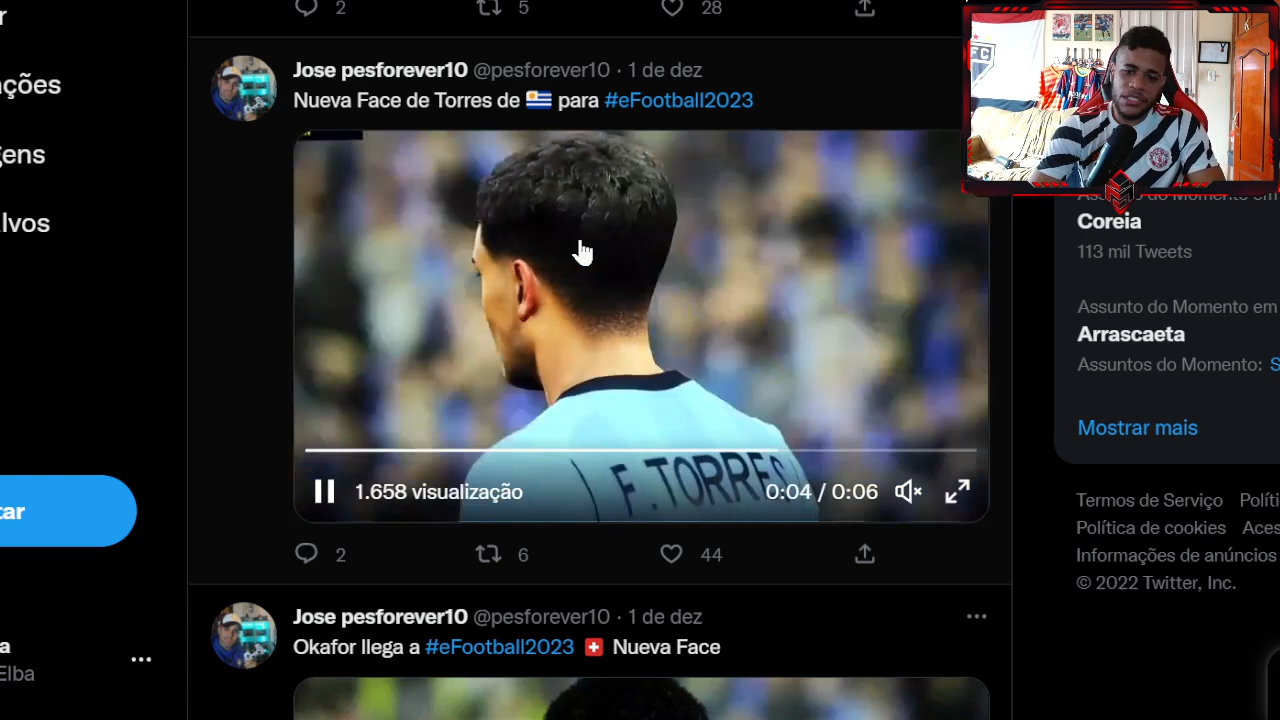 r
ações
gens
lvos
tar
a
Elba
2
5
28
Jose pesforever10 @pesforever10 · 1 de dez
Nueva Face de Torres de 🇺🇾 para #eFootball2023
F. TORRES
1.658 visualização
0:04 / 0:06
2
6
44
Jose pesforever10 @pesforever10 · 1 de dez
Okafor llega a #eFootball2023 🇨🇭 Nueva Face
Coreia
113 mil Tweets
Assunto do Momento em
Arrascaeta
Assuntos do Momento: S
Mostrar mais
Termos de Serviço Políti
Política de cookies Aces
Informações de anúncios
© 2022 Twitter, Inc.